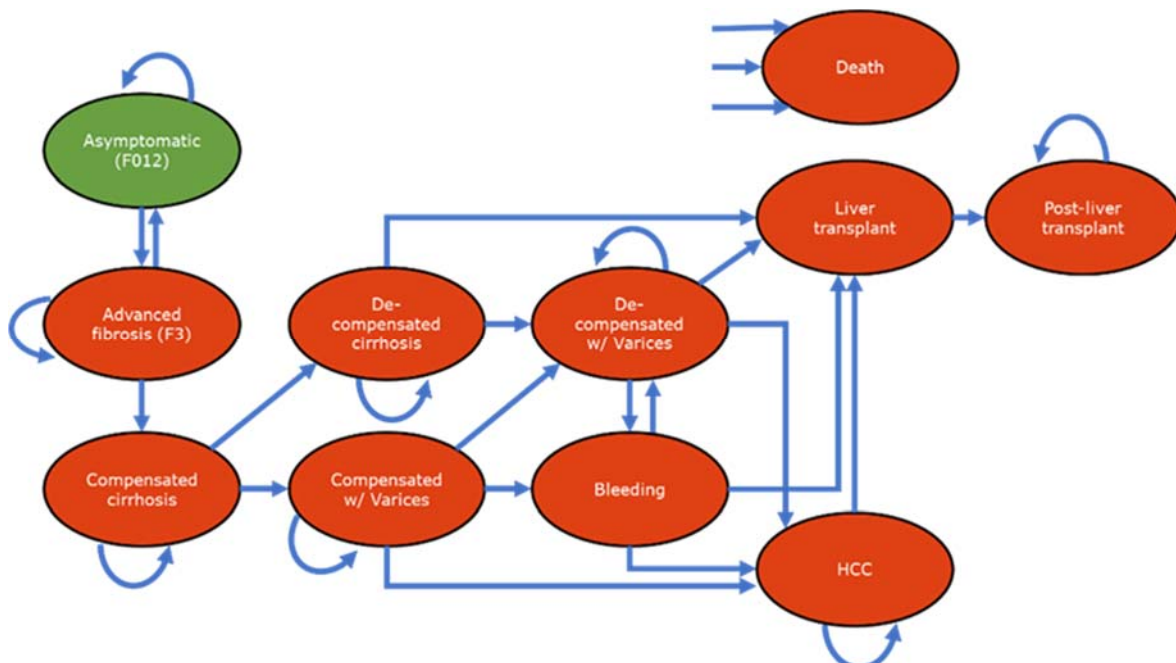 Death
Asymptomatic
(F012)
Liver
transplant
Post-liver
transplant
Advanced
fibrosis (F3)
De-
compensated
cirrhosis
De-
compensated
w/ Varices
Compensated
cirrhosis
Compensated
w/ Varices
Bleeding
HCC